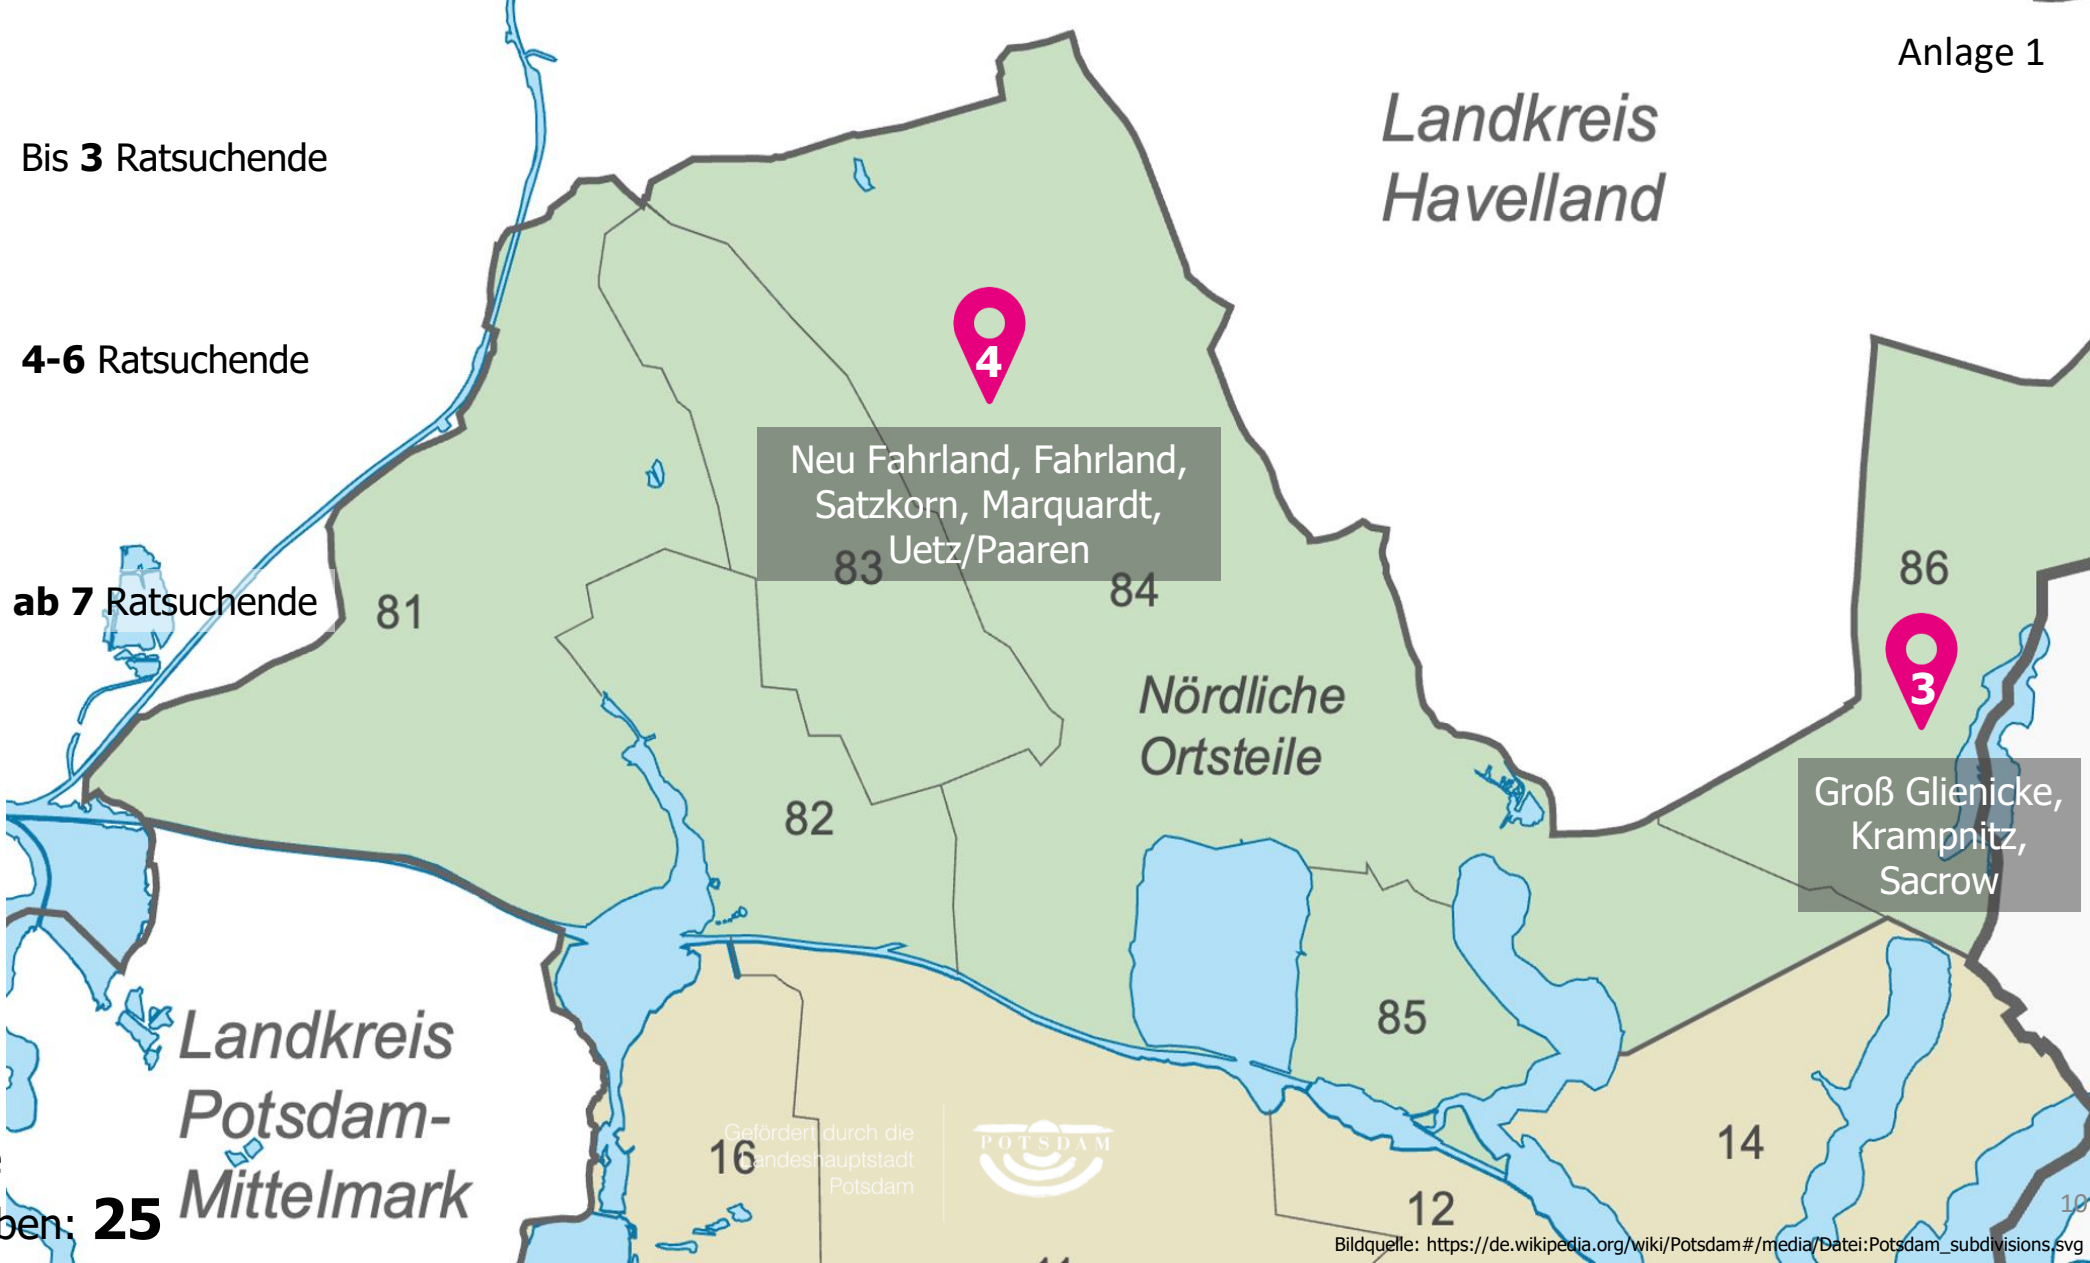 Anlage 1
Landkreis
Havelland
Bis 3 Ratsuchende
4-6 Ratsuchende
4
Neu Fahrland, Fahrland,
Satzkorn, Marquardt,
Uetz/Paaren
83
84
86
ab 7 Ratsuchende
81
3
Nördliche
Ortsteile
Groß Glienicke,
Krampnitz,
Sacrow
82
85
Landkreis
Potsdam-
Mittelmark
Gefördert durch die
Landeshauptstadt
Potsdam
POTSDAM
16
14
12
25
10
Bildquelle: https://de.wikipedia.org/wiki/Potsdam#/media/Datei:Potsdam_subdivisions.svg